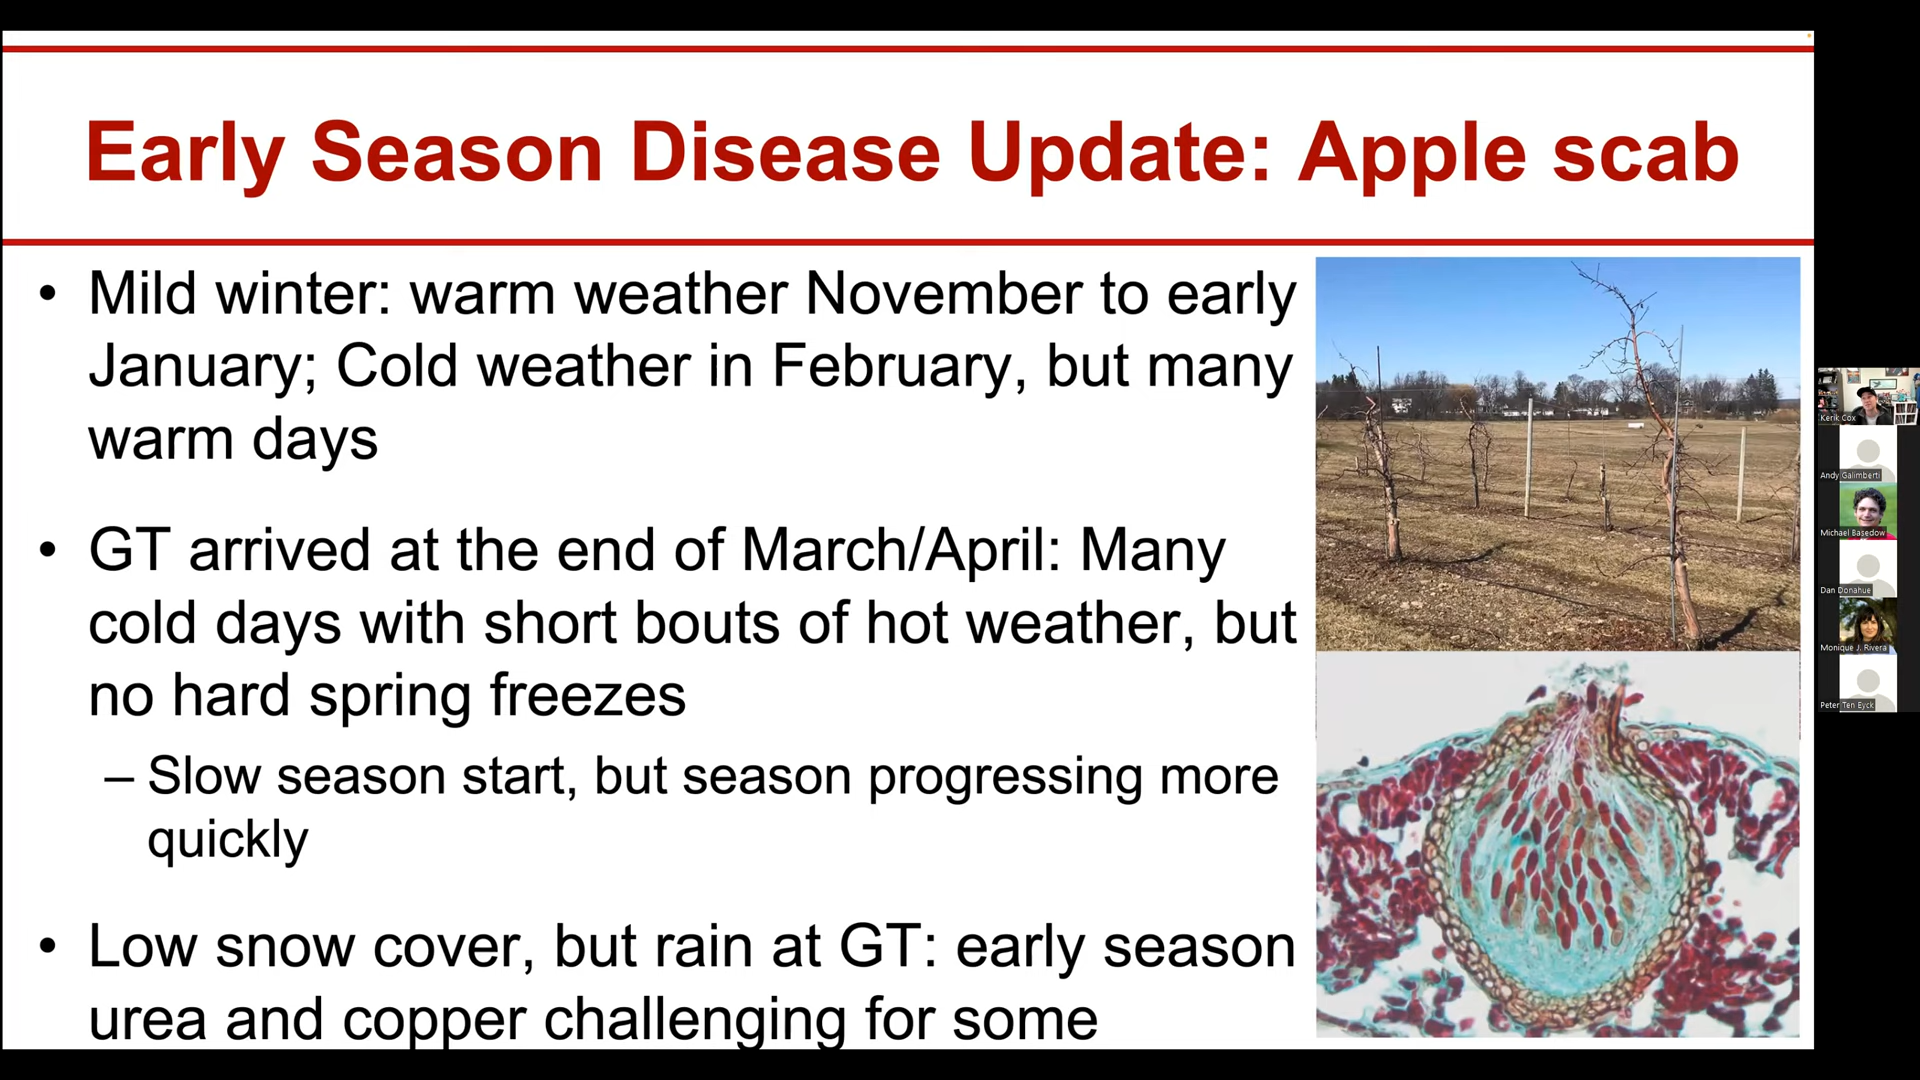 Early Season Disease Update: Apple scab
• Mild winter: warm weather November to early
January; Cold weather in February, but many
warm days
• GT arrived at the end of March/April: Many
cold days with short bouts of hot weather, but
no hard spring freezes
– Slow season start, but season progressing more
quickly
• Low snow cover, but rain at GT: early season
urea and copper challenging for some
Kerik Cox
Andy Galimberti
Michael Basedow
Dan Donahue
Monique J. Rivera
Peter Ten Eyck